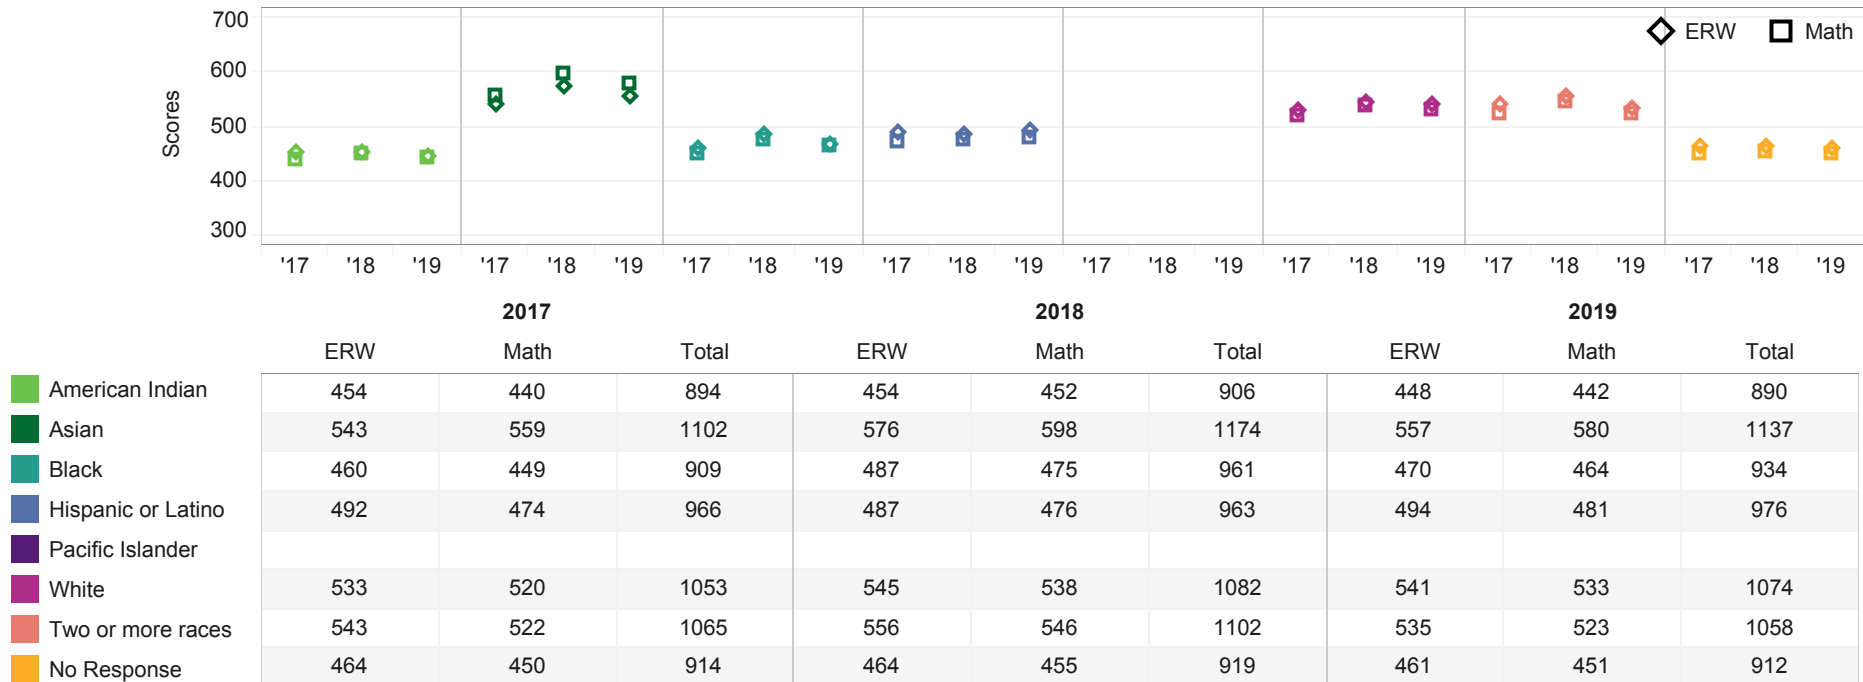 700
ERW Math
600
500
400
300
Scores
'17 '18 '19 '17 '18 '19 '17 '18 '19 '17 '18 '19 '17 '18 '19 '17 '18 '19 '17 '18 '19 '17 '18 '19
2017 2018 2019
ERW Math Total ERW Math Total ERW Math Total
American Indian 454 440 894 454 452 906 448 442 890
Asian 543 559 1102 576 598 1174 557 580 1137
Black 460 449 909 487 475 961 470 464 934
Hispanic or Latino 492 474 966 487 476 963 494 481 976
Pacific Islander
White 533 520 1053 545 538 1082 541 533 1074
Two or more races 543 522 1065 556 546 1102 535 523 1058
No Response 464 450 914 464 455 919 461 451 912